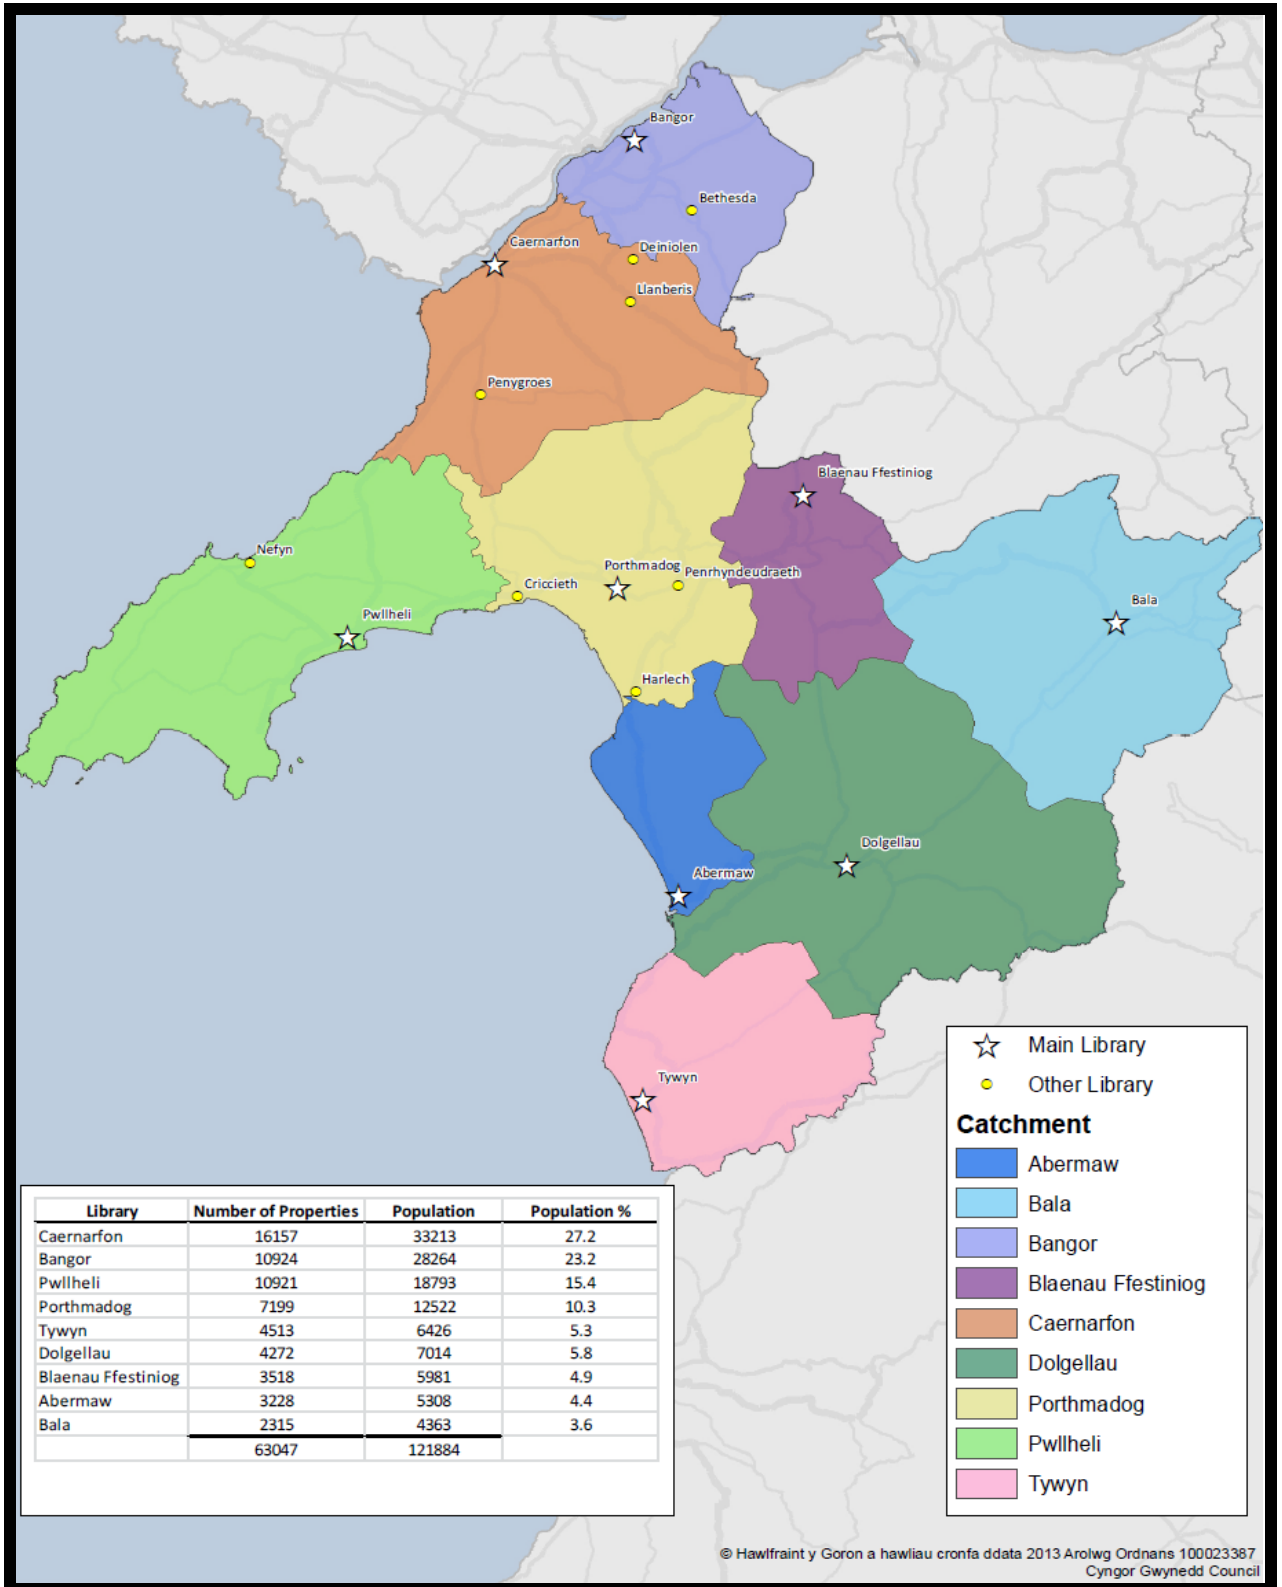 Bangor
Bethesda
Caernarfon
Deiniolen
Llanberis
Penygroes
Blaenau Ffestiniog
Nefyn
Porthmadog
Penrhyndeudraeth
Criccieth
Bala
Pwllheli
Harlech
Dolgellau
Abermaw
Tywyn
Main Library
Other Library
Catchment
Abermaw
Bala
Bangor
Blaenau Ffestiniog
Caernarfon
Dolgellau
Porthmadog
Pwllheli
Tywyn
Library Number of Properties Population Population %
Caernarfon 16157 33213 27.2
Bangor 10924 28264 23.2
Pwllheli 10921 18793 15.4
Porthmadog 7199 12522 10.3
Tywyn 4513 6426 5.3
Dolgellau 4272 7014 5.8
Blaenau Ffestiniog 3518 5981 4.9
Abermaw 3228 5308 4.4
Bala 2315 4363 3.6
63047 121884
© Hawlfraint y Goron a hawliau cronfa ddata 2013 Arolwg Ordnans 100023387
Cyngor Gwynedd Council